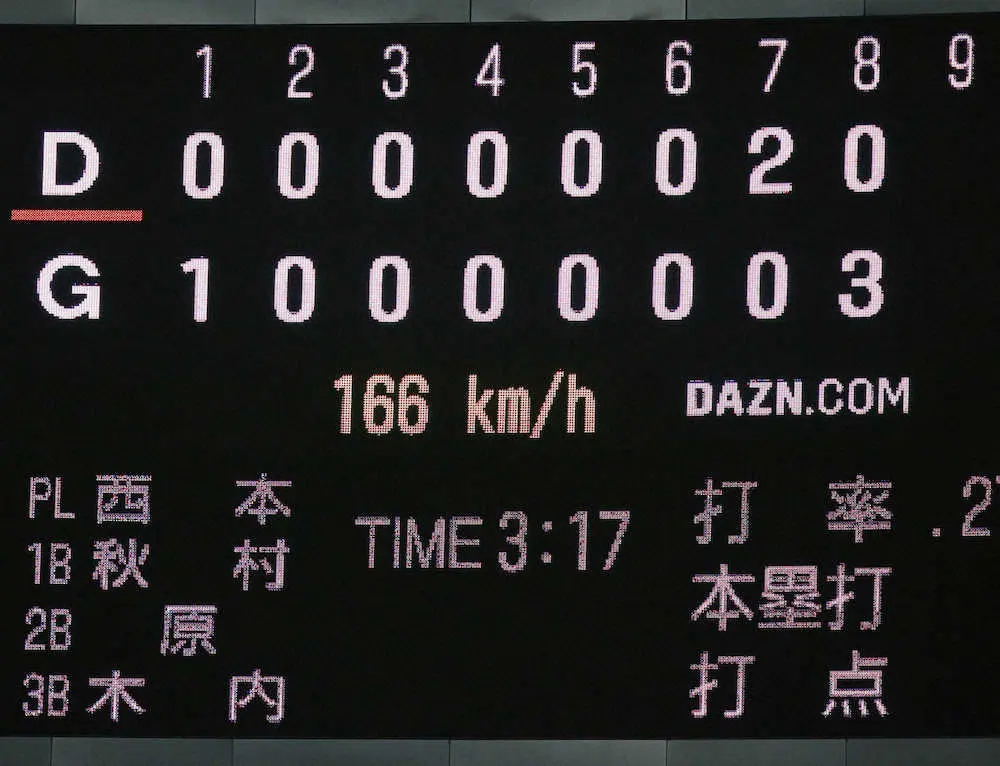 1 2 3 4 5 6 7 8 9
D 0 0 0 0 0 0 2 0
G 1 0 0 0 0 0 0 3
166 km/h DAZN.COM
PL 西本
1B 秋村
2B 原
3B 木内
TIME 3:17
打率 .2
本塁打
打点